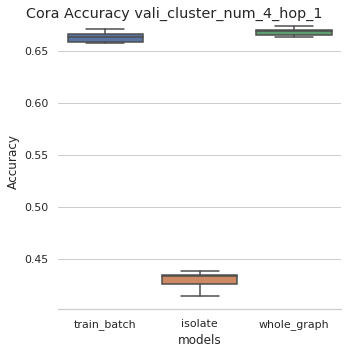 Cora Accuracy vali_cluster_num_4_hop_1
0.65
0.60
0.55
0.50
0.45
Accuracy
train_batch isolate whole_graph
models